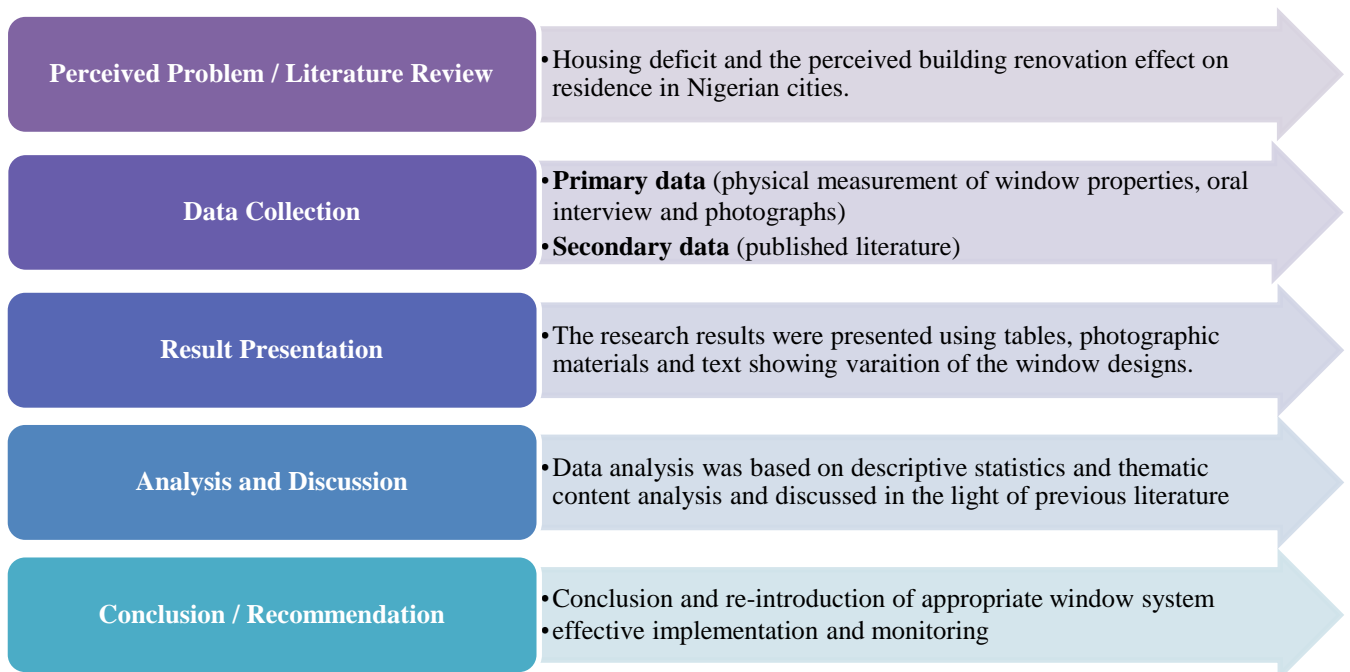 Perceived Problem / Literature Review
•Housing deficit and the perceived building renovation effect on
residence in Nigerian cities.
Data Collection
•Primary data (physical measurement of window properties, oral
interview and photographs)
•Secondary data (published literature)
Result Presentation
•The research results were presented using tables, photographic
materials and text showing varaition of the window designs.
Analysis and Discussion
•Data analysis was based on descriptive statistics and thematic
content analysis and discussed in the light of previous literature
Conclusion / Recommendation
•Conclusion and re-introduction of appropriate window system
•effective implementation and monitoring